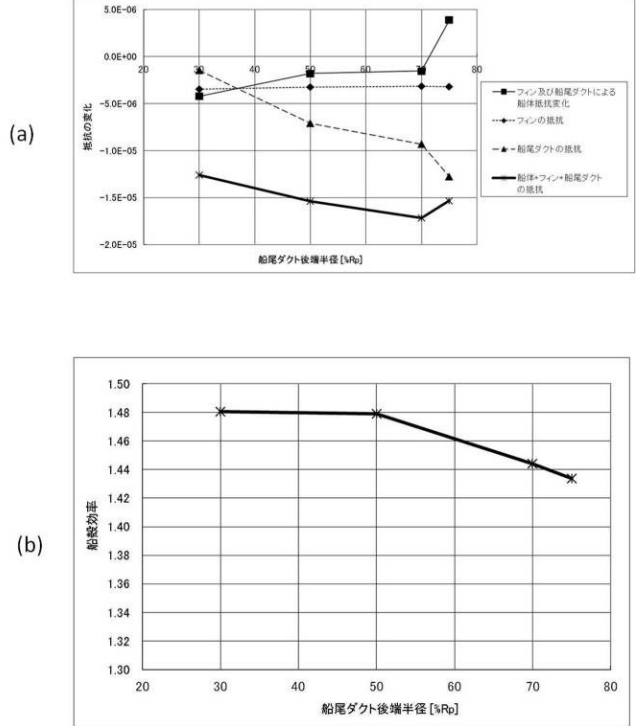 (a)
抵抗の変化
5.0E-06
0.0E+00
-5.0E-06
-1.0E-05
-1.5E-05
-2.0E-05
20 30 40 50 60 70 80
船尾ダクト後端半径[%Rp]
フィン及び船尾ダクトによる
船体抵抗変化
フィンの抵抗
船尾ダクトの抵抗
船体+フィン+船尾ダクト
の抵抗
(b)
船殻効率
1.50
1.48
1.46
1.44
1.42
1.40
1.38
1.36
1.34
1.32
1.30
20 30 40 50 60 70 80
船尾ダクト後端半径[%Rp]